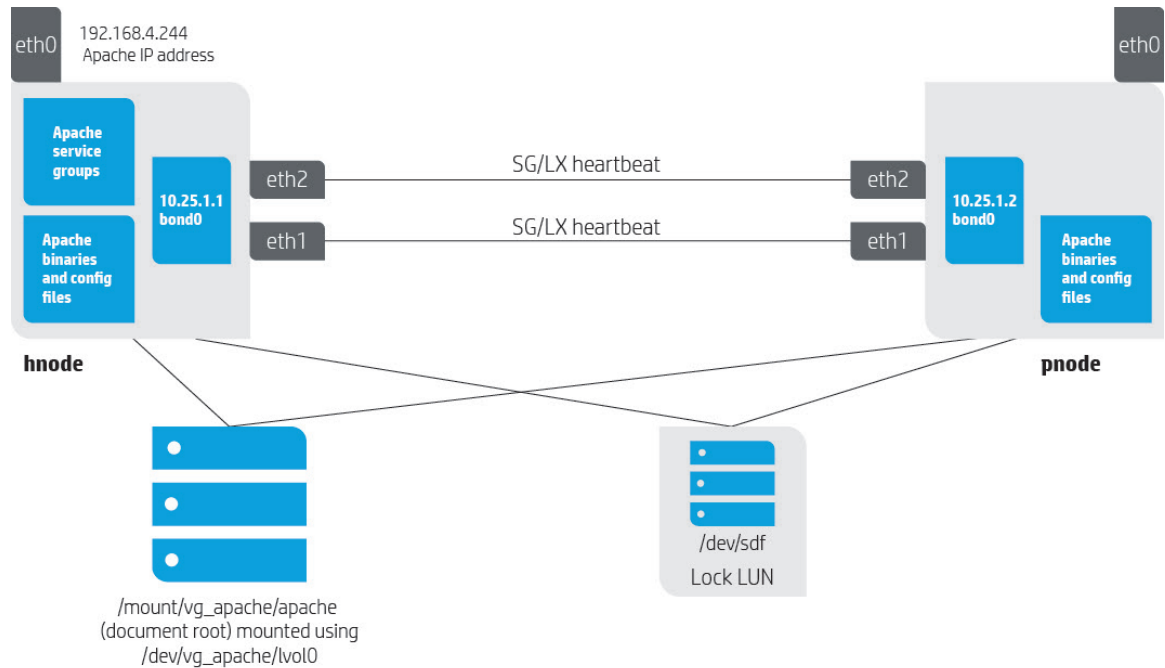 eth0
192.168.4.244
Apache IP address
eth0
Apache
service
groups
10.25.1.1
bond0
Apache
binaries
and config
files
eth2
SG/LX heartbeat
eth2
eth1
SG/LX heartbeat
eth1
10.25.1.2
bond0
Apache
binaries
and config
files
hnode
pnode
/mount/vg_apache/apache
(document root) mounted using
/dev/vg_apache/lvol0
/dev/sdf
Lock LUN